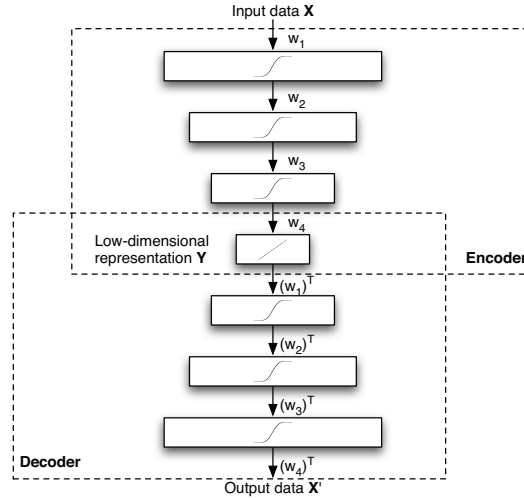 Input data X
w1
w2
w3
w4
Low-dimensional
representation Y
Encoder
(w1)T
(w2)T
(w3)T
Decoder
(w4)T
Output data X'